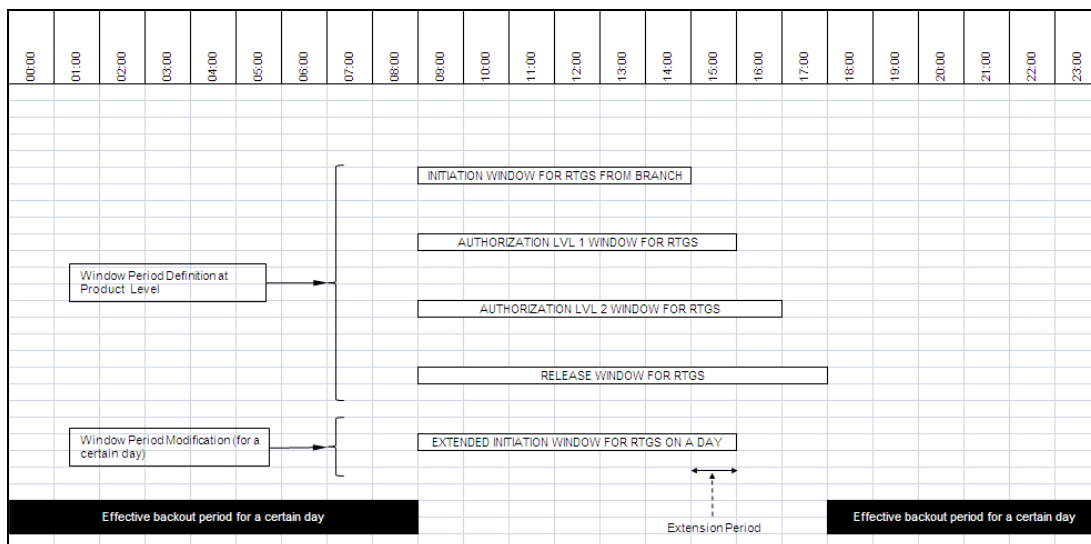 00:00
01:00
02:00
03:00
04:00
05:00
06:00
07:00
08:00
09:00
10:00
11:00
12:00
13:00
14:00
15:00
16:00
17:00
18:00
19:00
20:00
21:00
22:00
23:00
INITIATION WINDOW FOR RTGS FROM BRANCH
AUTHORIZATION LVL 1 WINDOW FOR RTGS
Window Period Definition at
Product Level
AUTHORIZATION LVL 2 WINDOW FOR RTGS
RELEASE WINDOW FOR RTGS
Window Period Modification (for a
certain day)
EXTENDED INITIATION WINDOW FOR RTGS ON A DAY
Effective backout period for a certain day
Extension Period
Effective backout period for a certain day